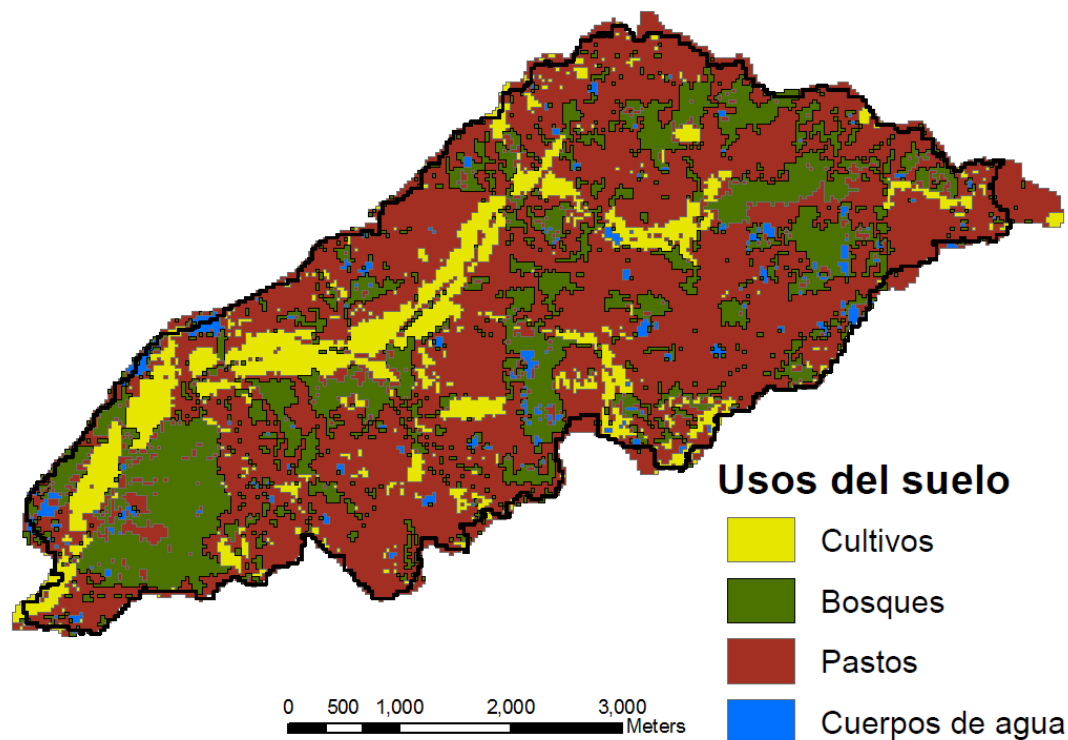 Usos del suelo
Cultivos
Bosques
Pastos
Cuerpos de agua
0 500 1,000 2,000 3,000
Meters